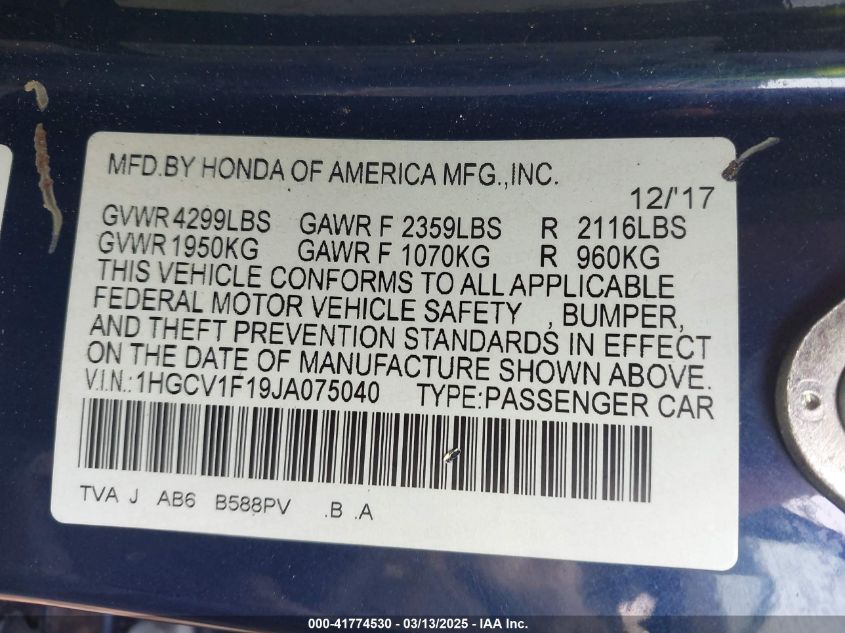 MFD.BY HONDA OF AMERICA MFG.,INC.
12/'17
GVWR 4299LBS GAWR F 2359LBS R 2116LBS
GVWR 1950KG GAWR F 1070KG R 960KG
THIS VEHICLE CONFORMS TO ALL APPLICABLE
FEDERAL MOTOR VEHICLE SAFETY , BUMPER,
AND THEFT PREVENTION STANDARDS IN EFFECT
ON THE DATE OF MANUFACTURE SHOWN ABOVE.
V.I.N.:1HGCV1F19JA075040 TYPE:PASSENGER CAR
TVA J AB6 B588PV .B .A
000-41774530 — 03/13/2025 — IAA Inc.